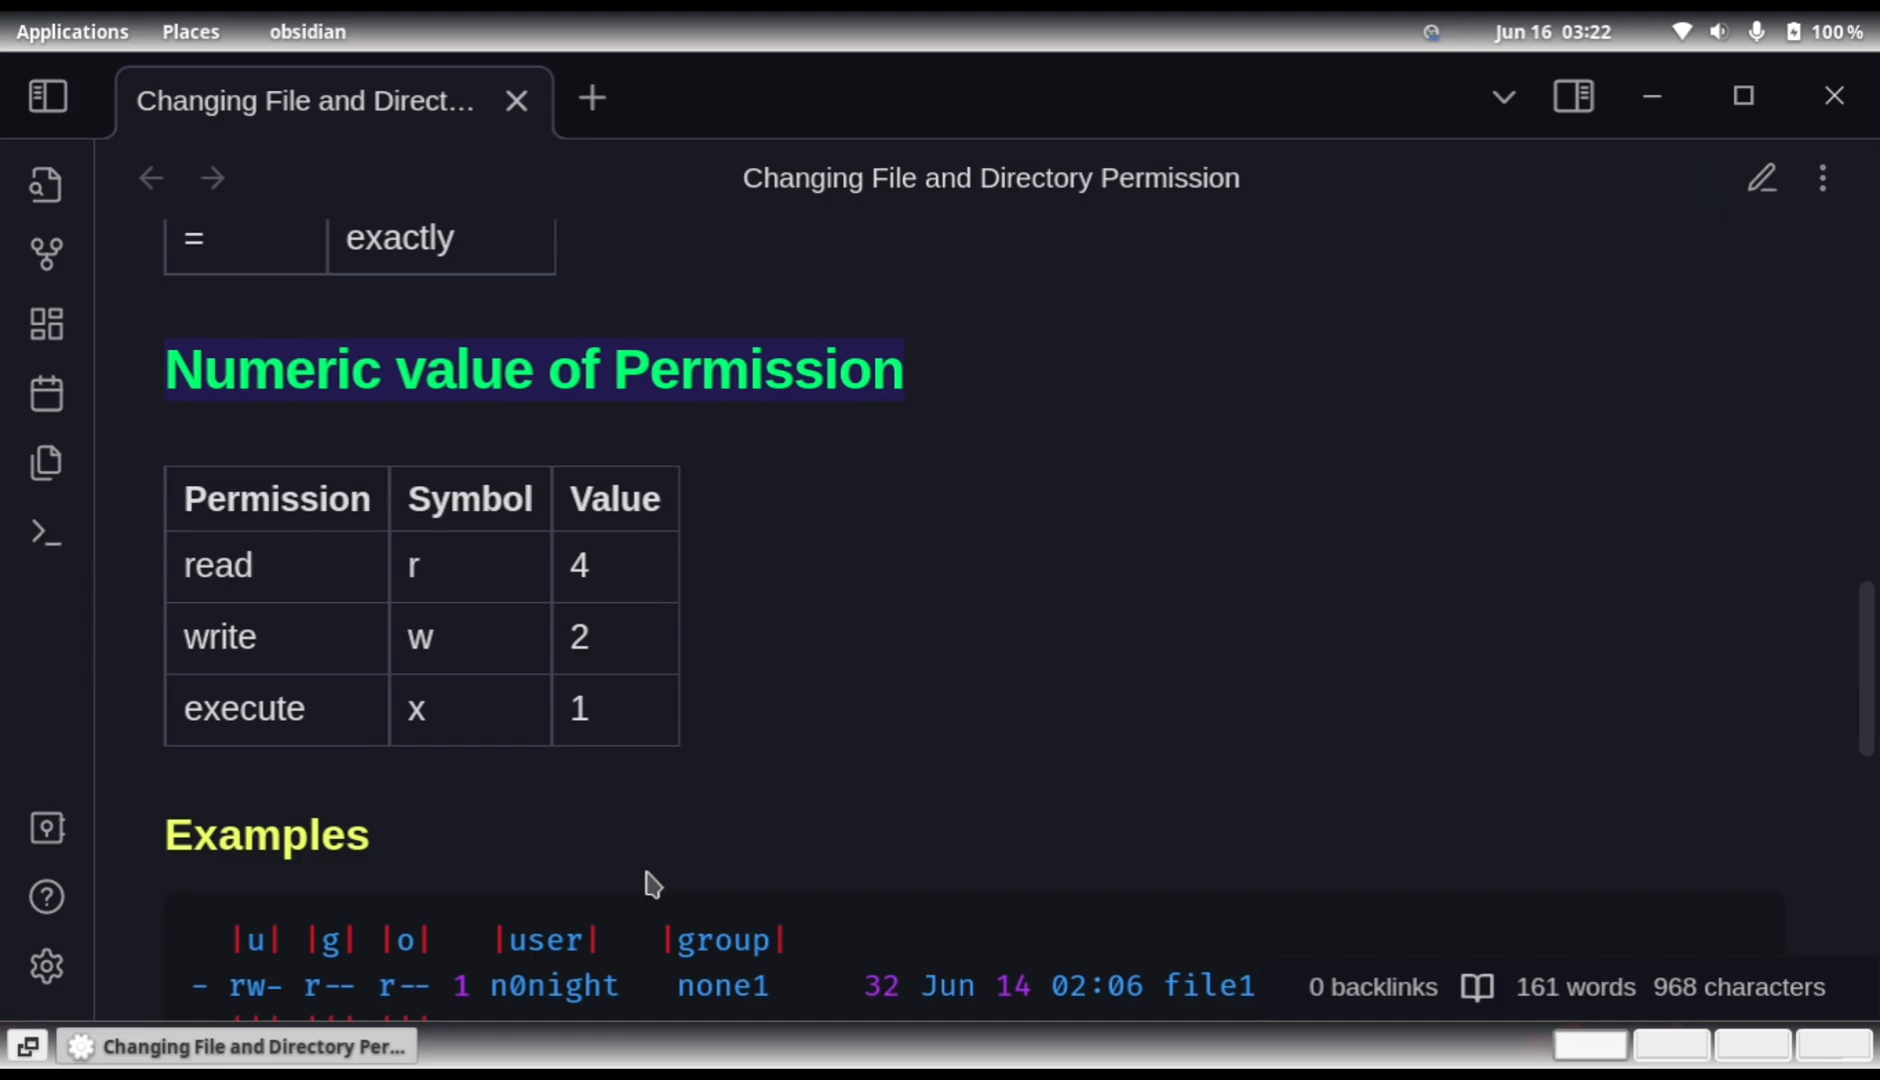 Applications Places obsidian Jun 16 03:22 100%
Changing File and Direct...
Changing File and Directory Permission
= exactly
Numeric value of Permission
Permission Symbol Value
read r 4
write w 2
execute x 1
Examples
|u| |g| |o| |user| |group|
- rw- r-- r-- 1 n0night none1 32 Jun 14 02:06 file1
0 backlinks 161 words 968 characters
Changing File and Directory Per...